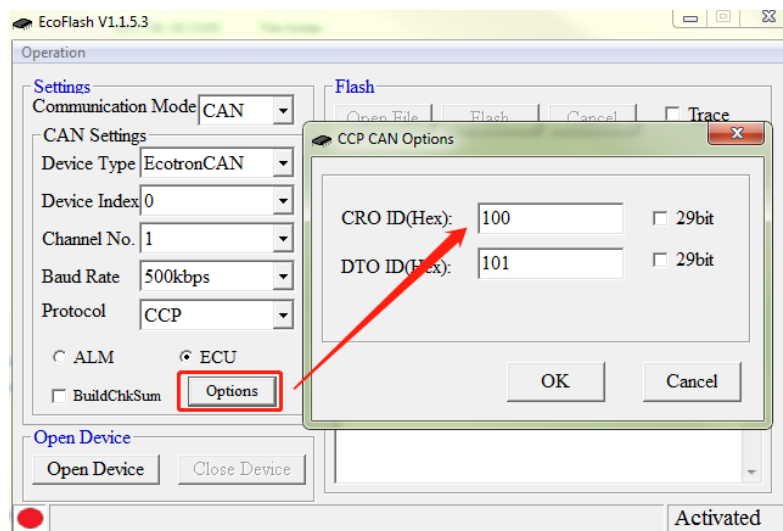 EcoFlash V1.1.5.3
Operation
Settings
Communication Mode CAN
CAN Settings
Device Type EcotronCAN
Device Index 0
Channel No. 1
Baud Rate 500kbps
Protocol CCP
ALM ECU
BuildChkSum Options
Open Device
Open Device Close Device
Flash
Open File Flash Cancel Trace
CCP CAN Options
CRO ID(Hex): 100 29bit
DTO ID(Hex): 101 29bit
OK Cancel
Activated